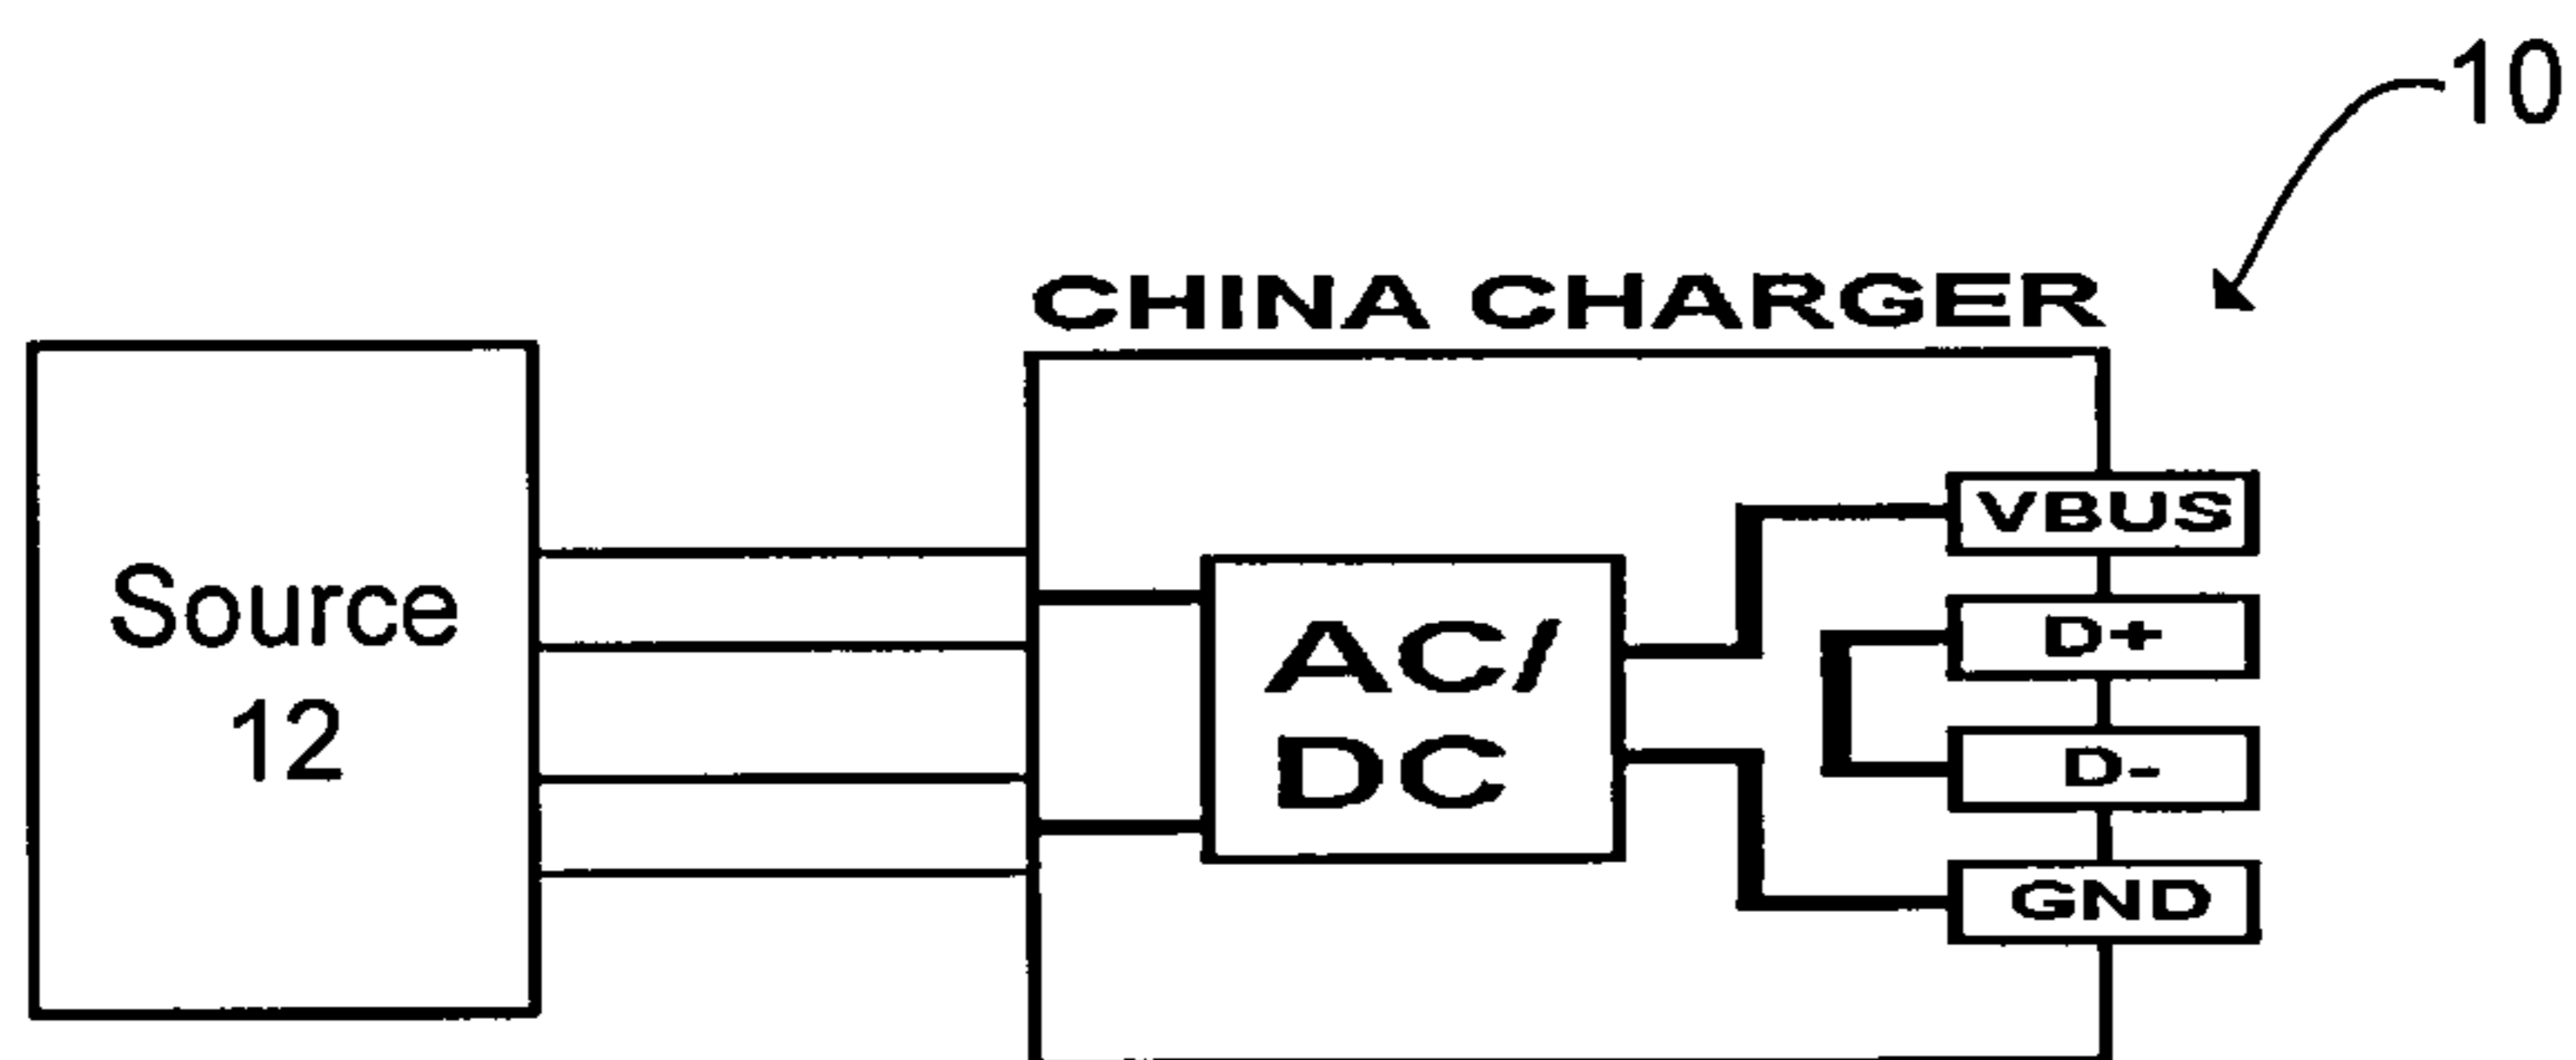 10
CHINA CHARGER
Source
12
AC/
DC
VBUS
D+
D-
GND